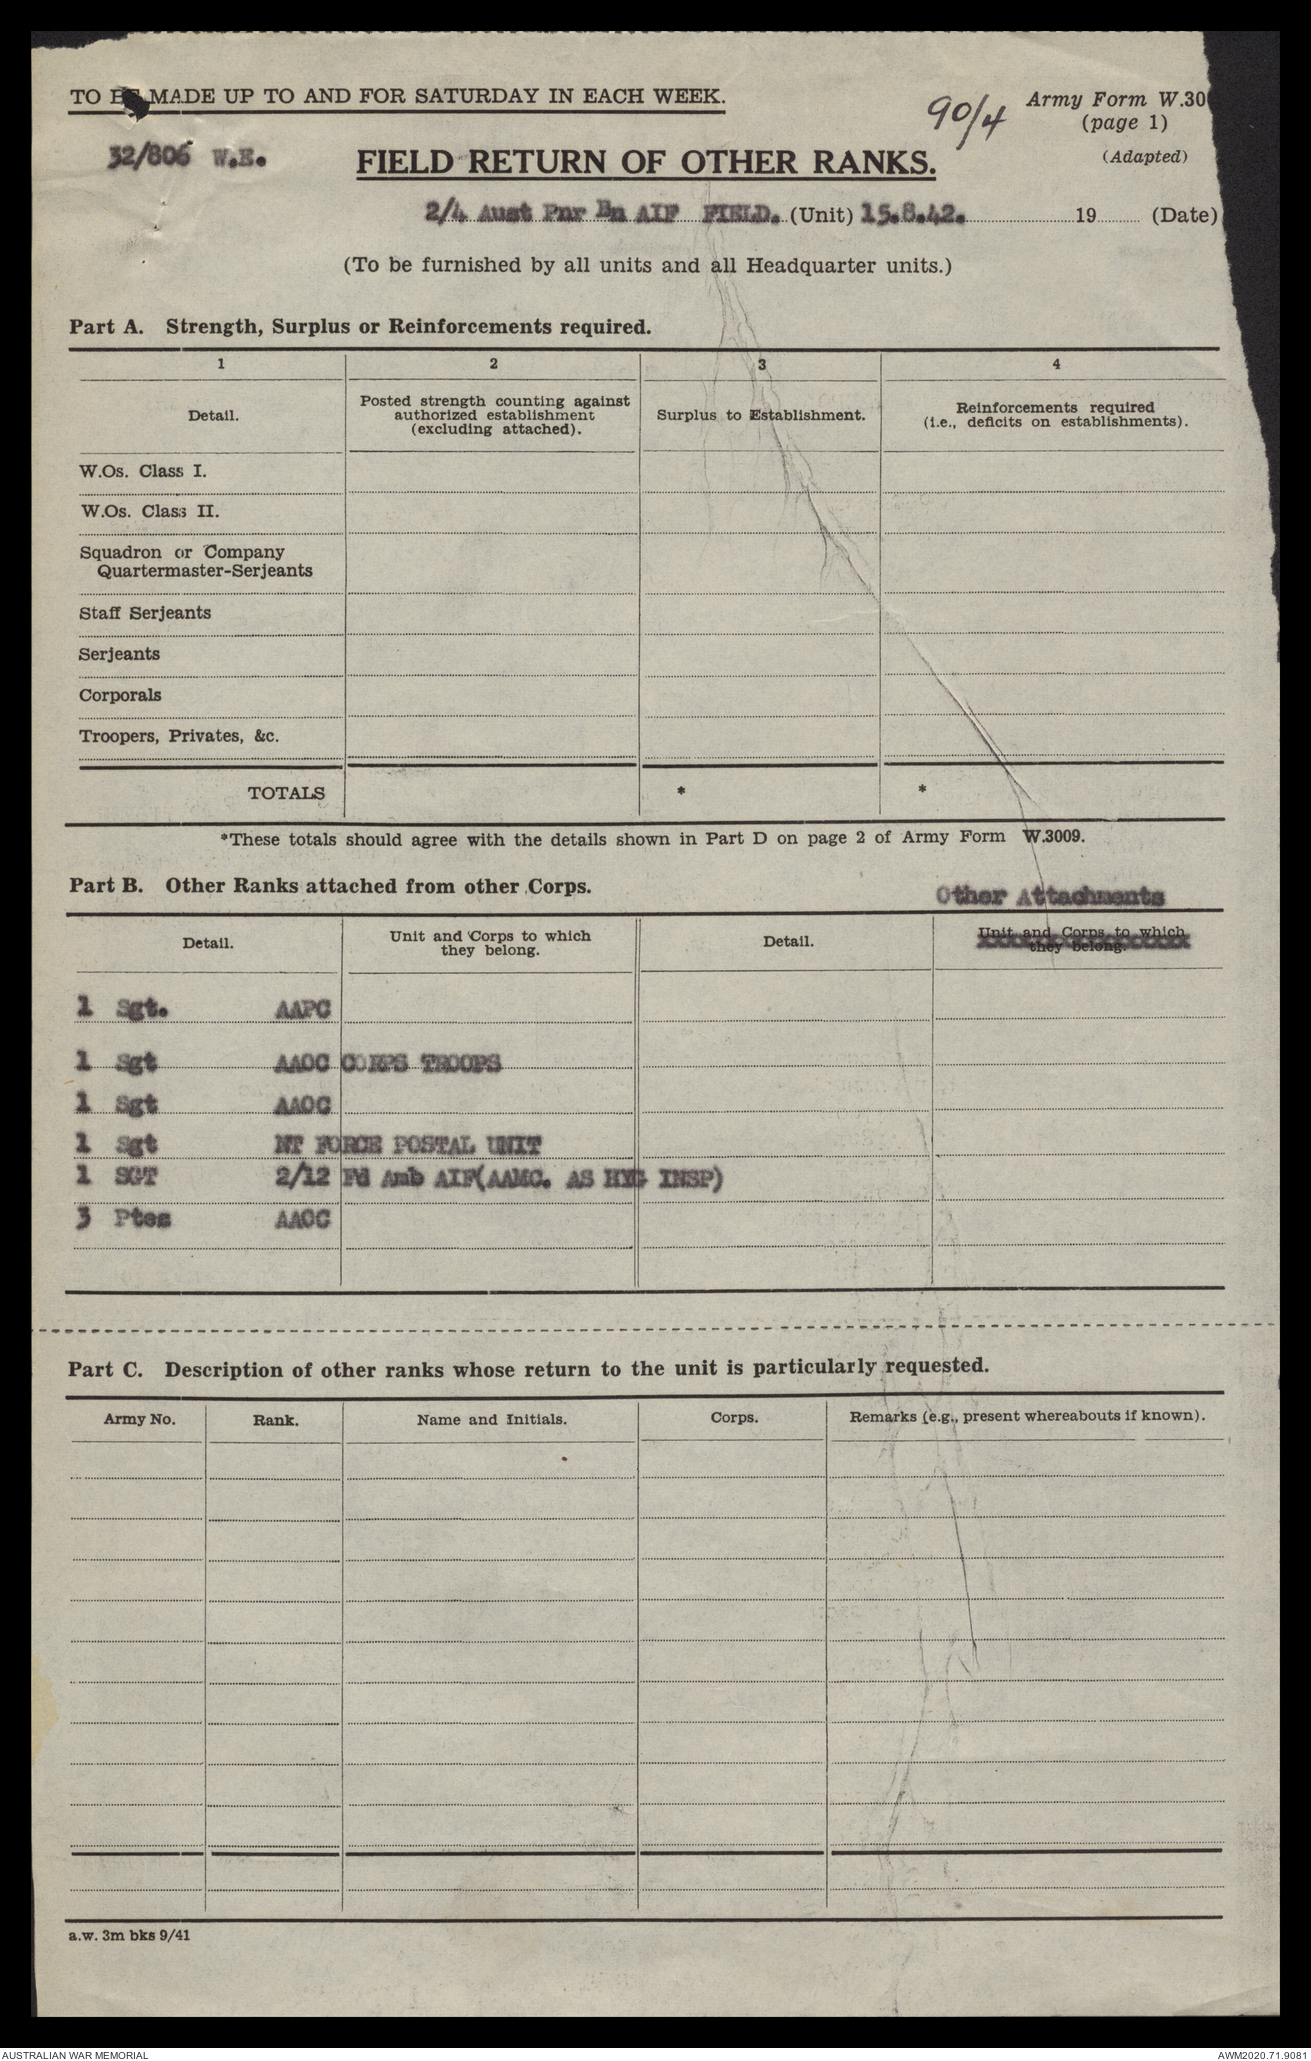 TO BE MADE UP TO AND FOR SATURDAY IN EACH WEEK.
90/4
Army Form W.30
(page 1)
(Adapted)
32/806 W.E.
FIELD RETURN OF OTHER RANKS.
2/4 Aust Pnr Bn AIF FIELD. (Unit) 15.8.42. 19 (Date)
(To be furnished by all units and all Headquarter units.)
Part A. Strength, Surplus or Reinforcements required.
1 2 3 4
Detail.
Posted strength counting against
authorized establishment
(excluding attached).
Surplus to Establishment.
Reinforcements required
(i.e., deficits on establishments).
W.Os. Class I.
W.Os. Class II.
Squadron or Company
Quartermaster-Serjeants
Staff Serjeants
Serjeants
Corporals
Troopers, Privates, &c.
TOTALS * *
*These totals should agree with the details shown in Part D on page 2 of Army Form W.3009.
Part B. Other Ranks attached from other Corps.
Other Attachments
Detail.
Unit and Corps to which
they belong.
Detail.
Unit and Corps to which
they belong.
1 Sgt. AAPC
1 Sgt AAOC CORPS TROOPS
1 Sgt AAOC
1 Sgt NT FORCE POSTAL UNIT
1 SGT 2/12 Fd Amb AIF(AAMC. AS HYG INSP)
3 Ptes AAOC
Part C. Description of other ranks whose return to the unit is particularly requested.
Army No. Rank. Name and Initials. Corps. Remarks (e.g., present whereabouts if known).
a.w. 3m bks 9/41
AUSTRALIAN WAR MEMORIAL
AWM2020.71.9081